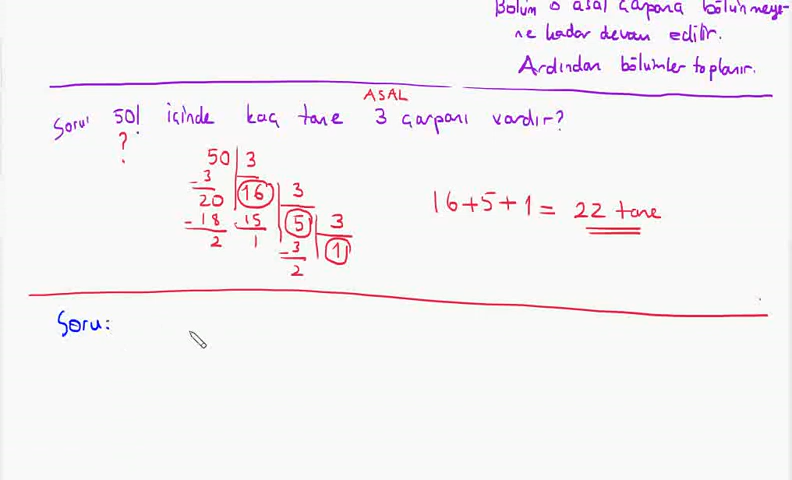 Bölüm o asal çarpana bölünmeye-
ne kadar devam edilir.
Ardından bölümler toplanır.
ASAL
Soru: 50! içinde kaç tane 3 çarpanı vardır?
?
50 3
-3 16 3
20 15 5 3
-18 1 -3 1
2 2
16+5+1 = 22 tane
Soru: